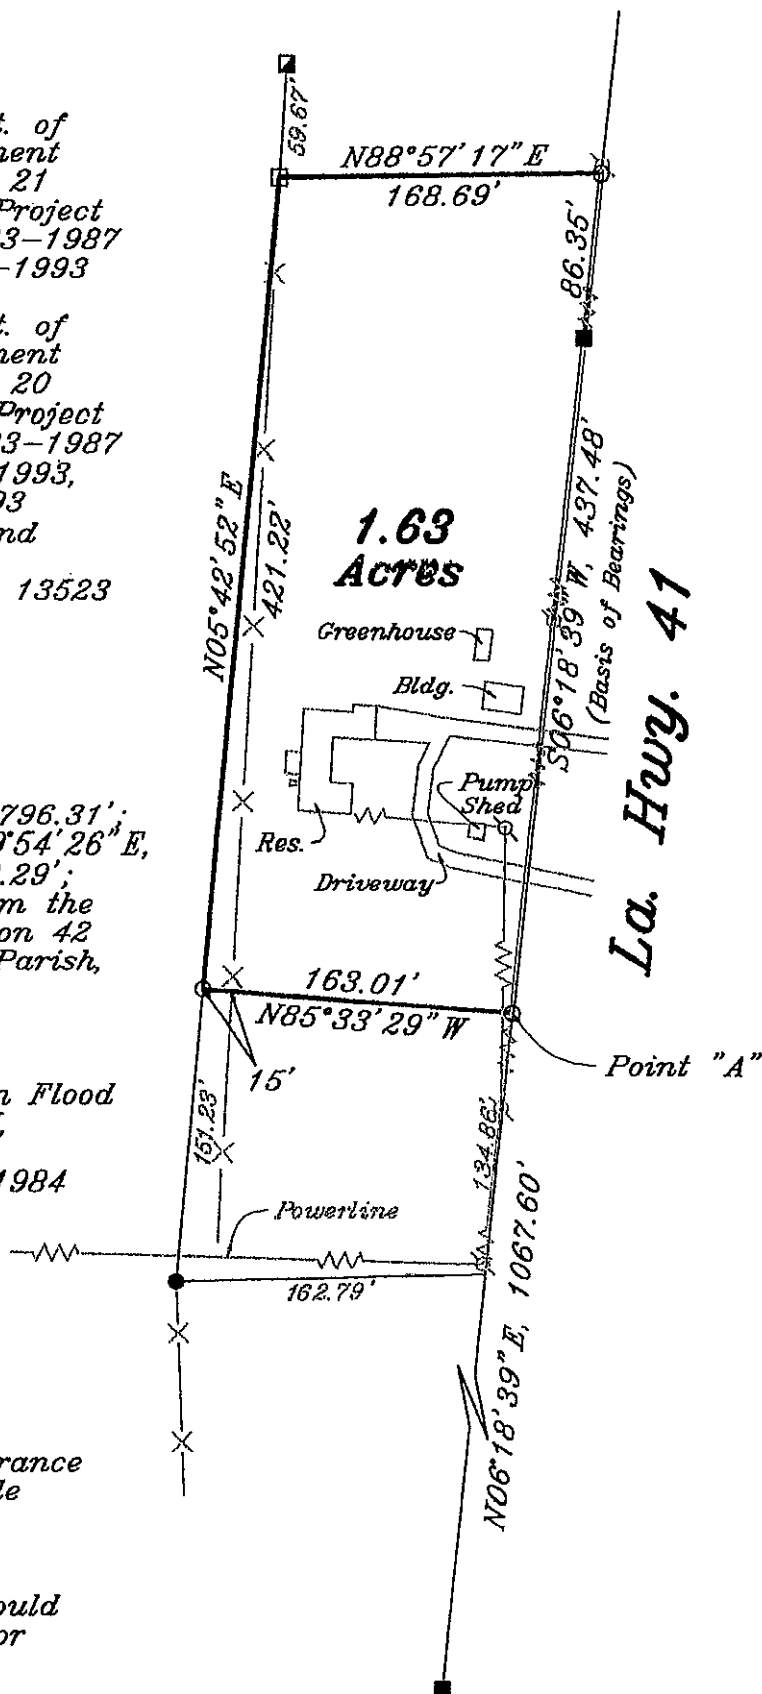 t. of
nent
21
Project
23-1987
-1993
t. of
nent
20
Project
23-1987
1993,
93
nd
13523
796.31';
9°54'26"E,
.29';
m the
on 42
Parish,
n Flood
1984
rance
le
ould
or
59.67'
N88°57'17"E
168.69'
86.35'
N05°42'52"E
421.22'
1.63
Acres
S06°18'39"W, 437.48'
(Basis of Bearings)
La. Hwy. 41
Greenhouse
Bldg.
Pump
Shed
Res.
Driveway
163.01'
N85°33'29"W
15'
Point "A"
151.23'
134.86'
Powerline
162.79'
N06°18'39"E, 1067.60'